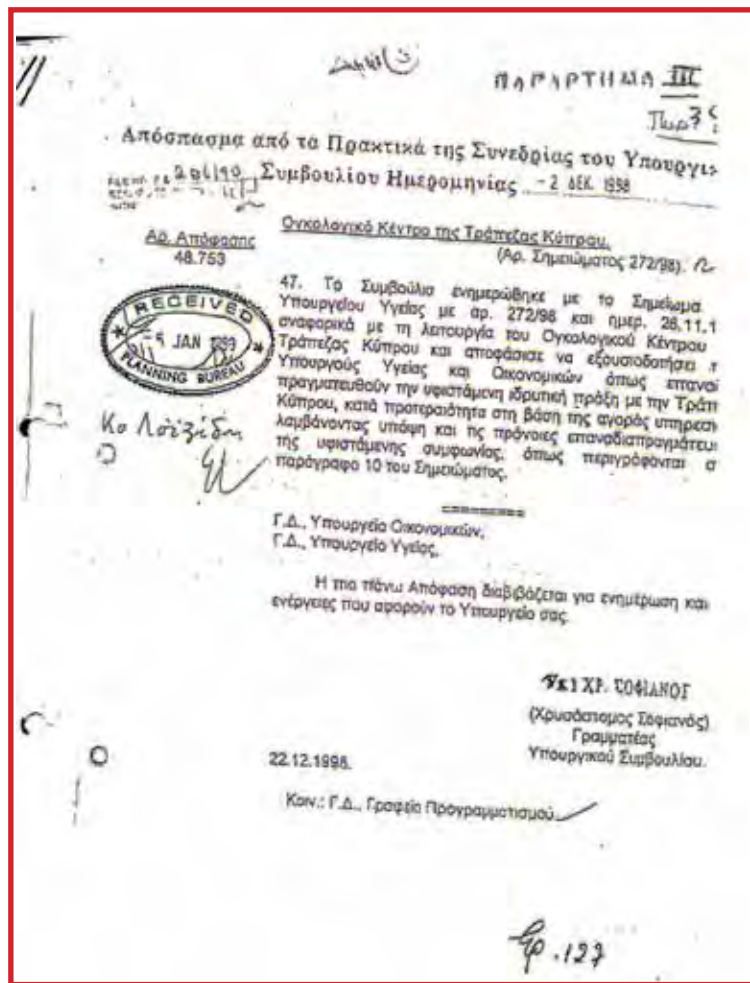 ΠΑΡΑΡΤΗΜΑ III
Απόσπασμα από τα Πρακτικά της Συνεδρίας του Υπουργι
Συμβουλίου Ημερομηνίας -2 ΔΕΚ. 1998
Αρ. Απόφασης
48.753
Ογκολογικό Κέντρο της Τράπεζας Κύπρου.
(Αρ. Σημειώματος 272/98).
47. Το Συμβούλιο ενημερώθηκε με το Σημείωμα
Υπουργείου Υγείας με αρ. 272/98 και ημερ. 26.11.1
αναφορικά με τη λειτουργία του Ογκολογικού Κέντρου
Τράπεζας Κύπρου και αποφάσισε να εξουσιοδοτήσει τ
Υπουργούς Υγείας και Οικονομικών όπως επαναδ
πραγματευθούν την υφιστάμενη ιδρυτική πράξη με την Τράπ
Κύπρου, κατά προτεραιότητα στη βάση της αγοράς υπηρεσι
λαμβάνοντας υπόψη και τις πρόνοιες επαναδιαπραγμάτευ
της υφιστάμενης συμφωνίας, όπως περιγράφονται σ
παράγραφο 10 του Σημειώματος.
RECEIVED
JAN 1999
PLANNING BUREAU
Κο Λοϊζίδη
Γ.Δ., Υπουργείο Οικονομικών,
Γ.Δ., Υπουργείο Υγείας,
Η πιο πάνω Απόφαση διαβιβάζεται για ενημέρωση και
ενέργειες που αφορούν το Υπουργείο σας.
ΧΡ. ΣΟΦΙΑΝΟΣ
(Χρυσόστομος Σοφιανός)
Γραμματέας
Υπουργικού Συμβουλίου.
22.12.1998.
Κοιν.: Γ.Δ., Γραφείο Προγραμματισμού.
127